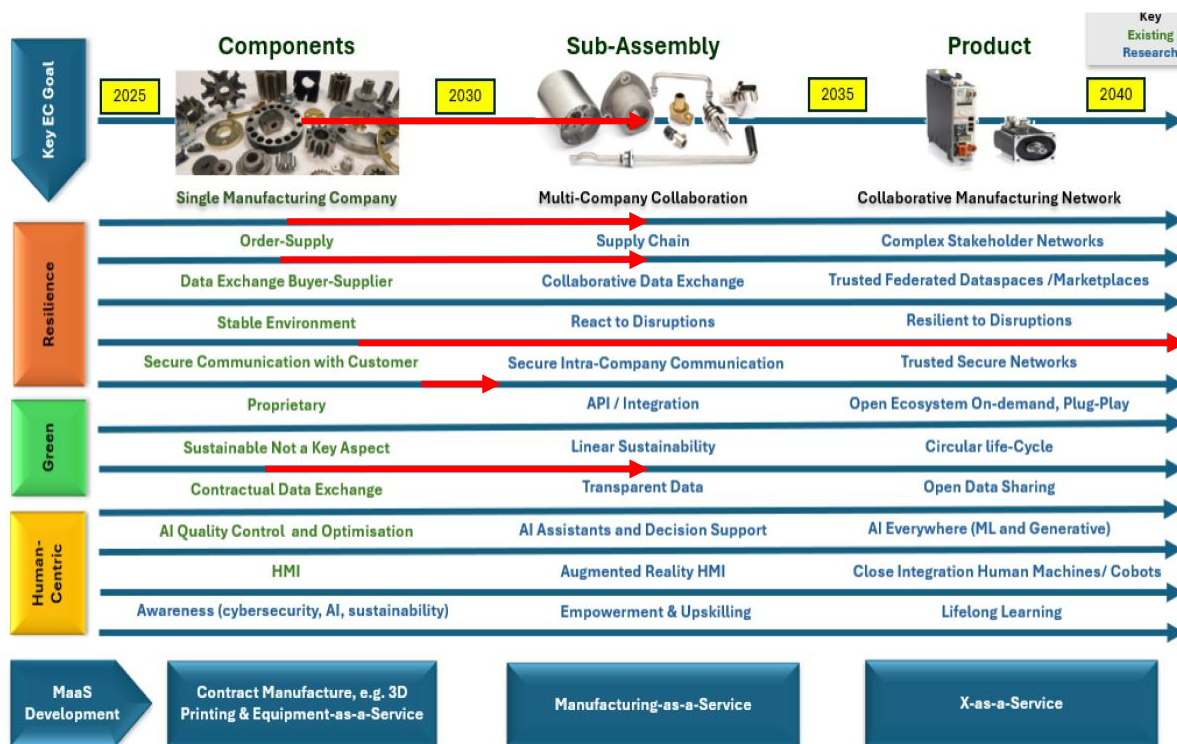 Key
Existing
Research
Components
Sub-Assembly
Product
Key EC Goal
2025
2030
2035
2040
Single Manufacturing Company
Multi-Company Collaboration
Collaborative Manufacturing Network
Resilience
Order-Supply
Supply Chain
Complex Stakeholder Networks
Data Exchange Buyer-Supplier
Collaborative Data Exchange
Trusted Federated Dataspaces /Marketplaces
Stable Environment
React to Disruptions
Resilient to Disruptions
Secure Communication with Customer
Secure Intra-Company Communication
Trusted Secure Networks
Green
Proprietary
API / Integration
Open Ecosystem On-demand, Plug-Play
Sustainable Not a Key Aspect
Linear Sustainability
Circular life-Cycle
Contractual Data Exchange
Transparent Data
Open Data Sharing
Human-
Centric
AI Quality Control and Optimisation
AI Assistants and Decision Support
AI Everywhere (ML and Generative)
HMI
Augmented Reality HMI
Close Integration Human Machines/ Cobots
Awareness (cybersecurity, AI, sustainability)
Empowerment & Upskilling
Lifelong Learning
MaaS
Development
Contract Manufacture, e.g. 3D
Printing & Equipment-as-a-Service
Manufacturing-as-a-Service
X-as-a-Service